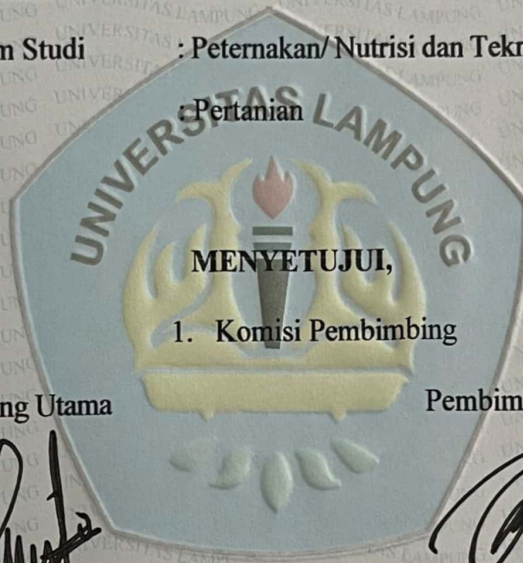 m Studi : Peternakan/ Nutrisi dan Tekn
: Pertanian
UNIVERSITAS LAMPUNG
MENYETUJUI,
1. Komisi Pembimbing
ng Utama Pembim